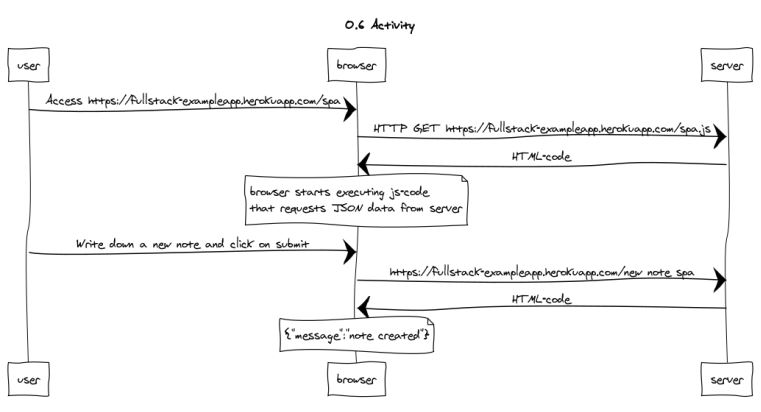 0.6 Activity
user
browser
server
Access https://fullstack-exampleapp.herokuapp.com/spa
HTTP GET https://fullstack-exampleapp.herokuapp.com/spa.js
HTML-code
browser starts executing js-code
that requests JSON data from server
Write down a new note and click on submit
https://fullstack-exampleapp.herokuapp.com/new note spa
HTML-code
{"message":"note created"}
user
browser
server